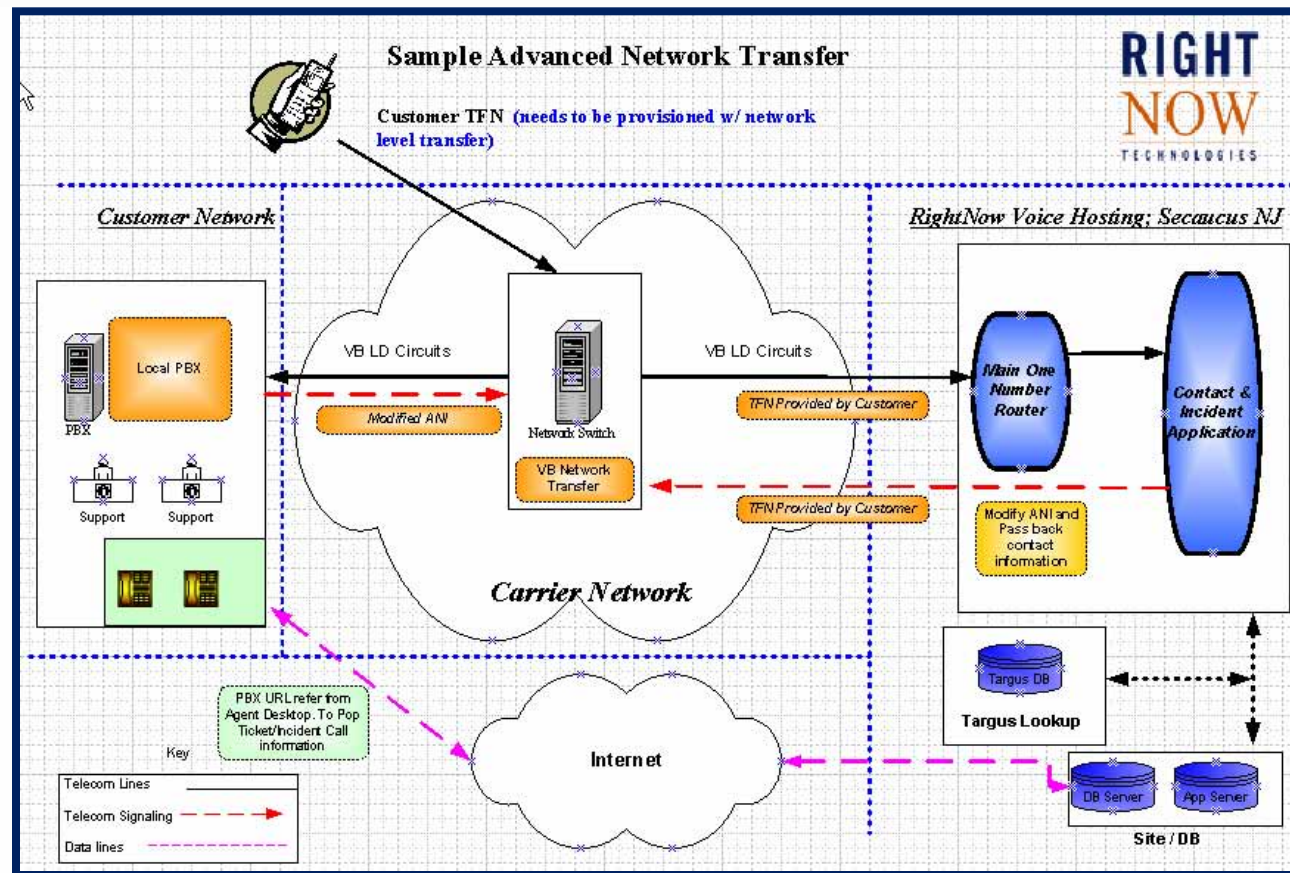 Sample Advanced Network Transfer
RIGHT
NOW
TECHNOLOGIES
Customer TFN (needs to be provisioned w/ network
level transfer)
Customer Network
RightNow Voice Hosting; Secaucus NJ
Local PBX
PBX
Support
Support
VB LD Circuits
VB LD Circuits
Modified ANI
Network Switch
VB Network
Transfer
TFN Provided by Customer
TFN Provided by Customer
Carrier Network
Main One
Number
Router
Contact &
Incident
Application
Modify ANI and
Pass back
contact
information
Targus DB
Targus Lookup
PBX URL refer from
Agent Desktop. To Pop
Ticket/Incident Call
information
Internet
DB Server
App Server
Site / DB
Key
Telecom Lines
Telecom Signaling
Data lines